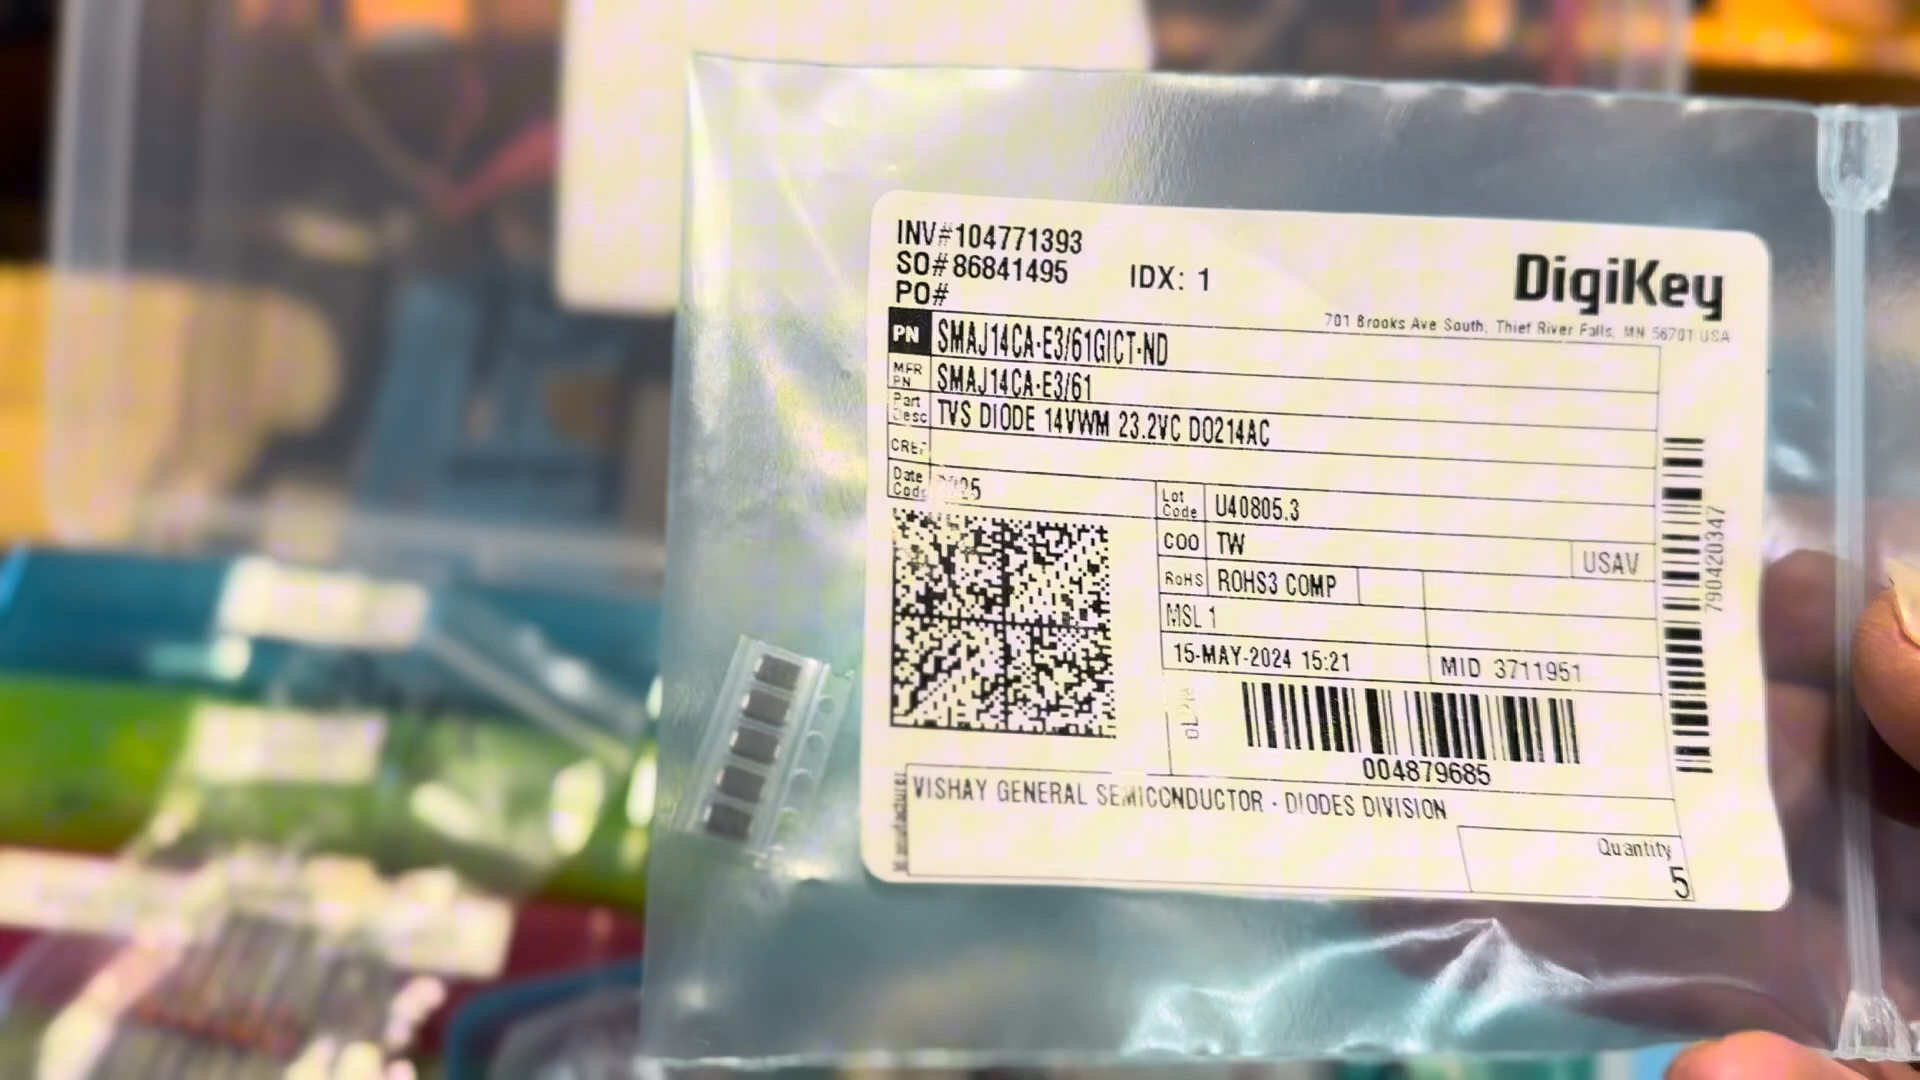 INV#104771393
SO#86841495 IDX: 1
PO#
DigiKey
701 Brooks Ave South, Thief River Falls, MN 56701 USA
PN SMAJ14CA-E3/61GICT-ND
MFR PN SMAJ14CA-E3/61
Part Desc TVS DIODE 14VWM 23.2VC DO214AC
Date Code
Lot Code U40805.3
COO TW USAV
RoHS ROHS3 COMP
MSL 1
15-MAY-2024 15:21 MID 3711951
004879685
790420347
VISHAY GENERAL SEMICONDUCTOR - DIODES DIVISION
Quantity
5